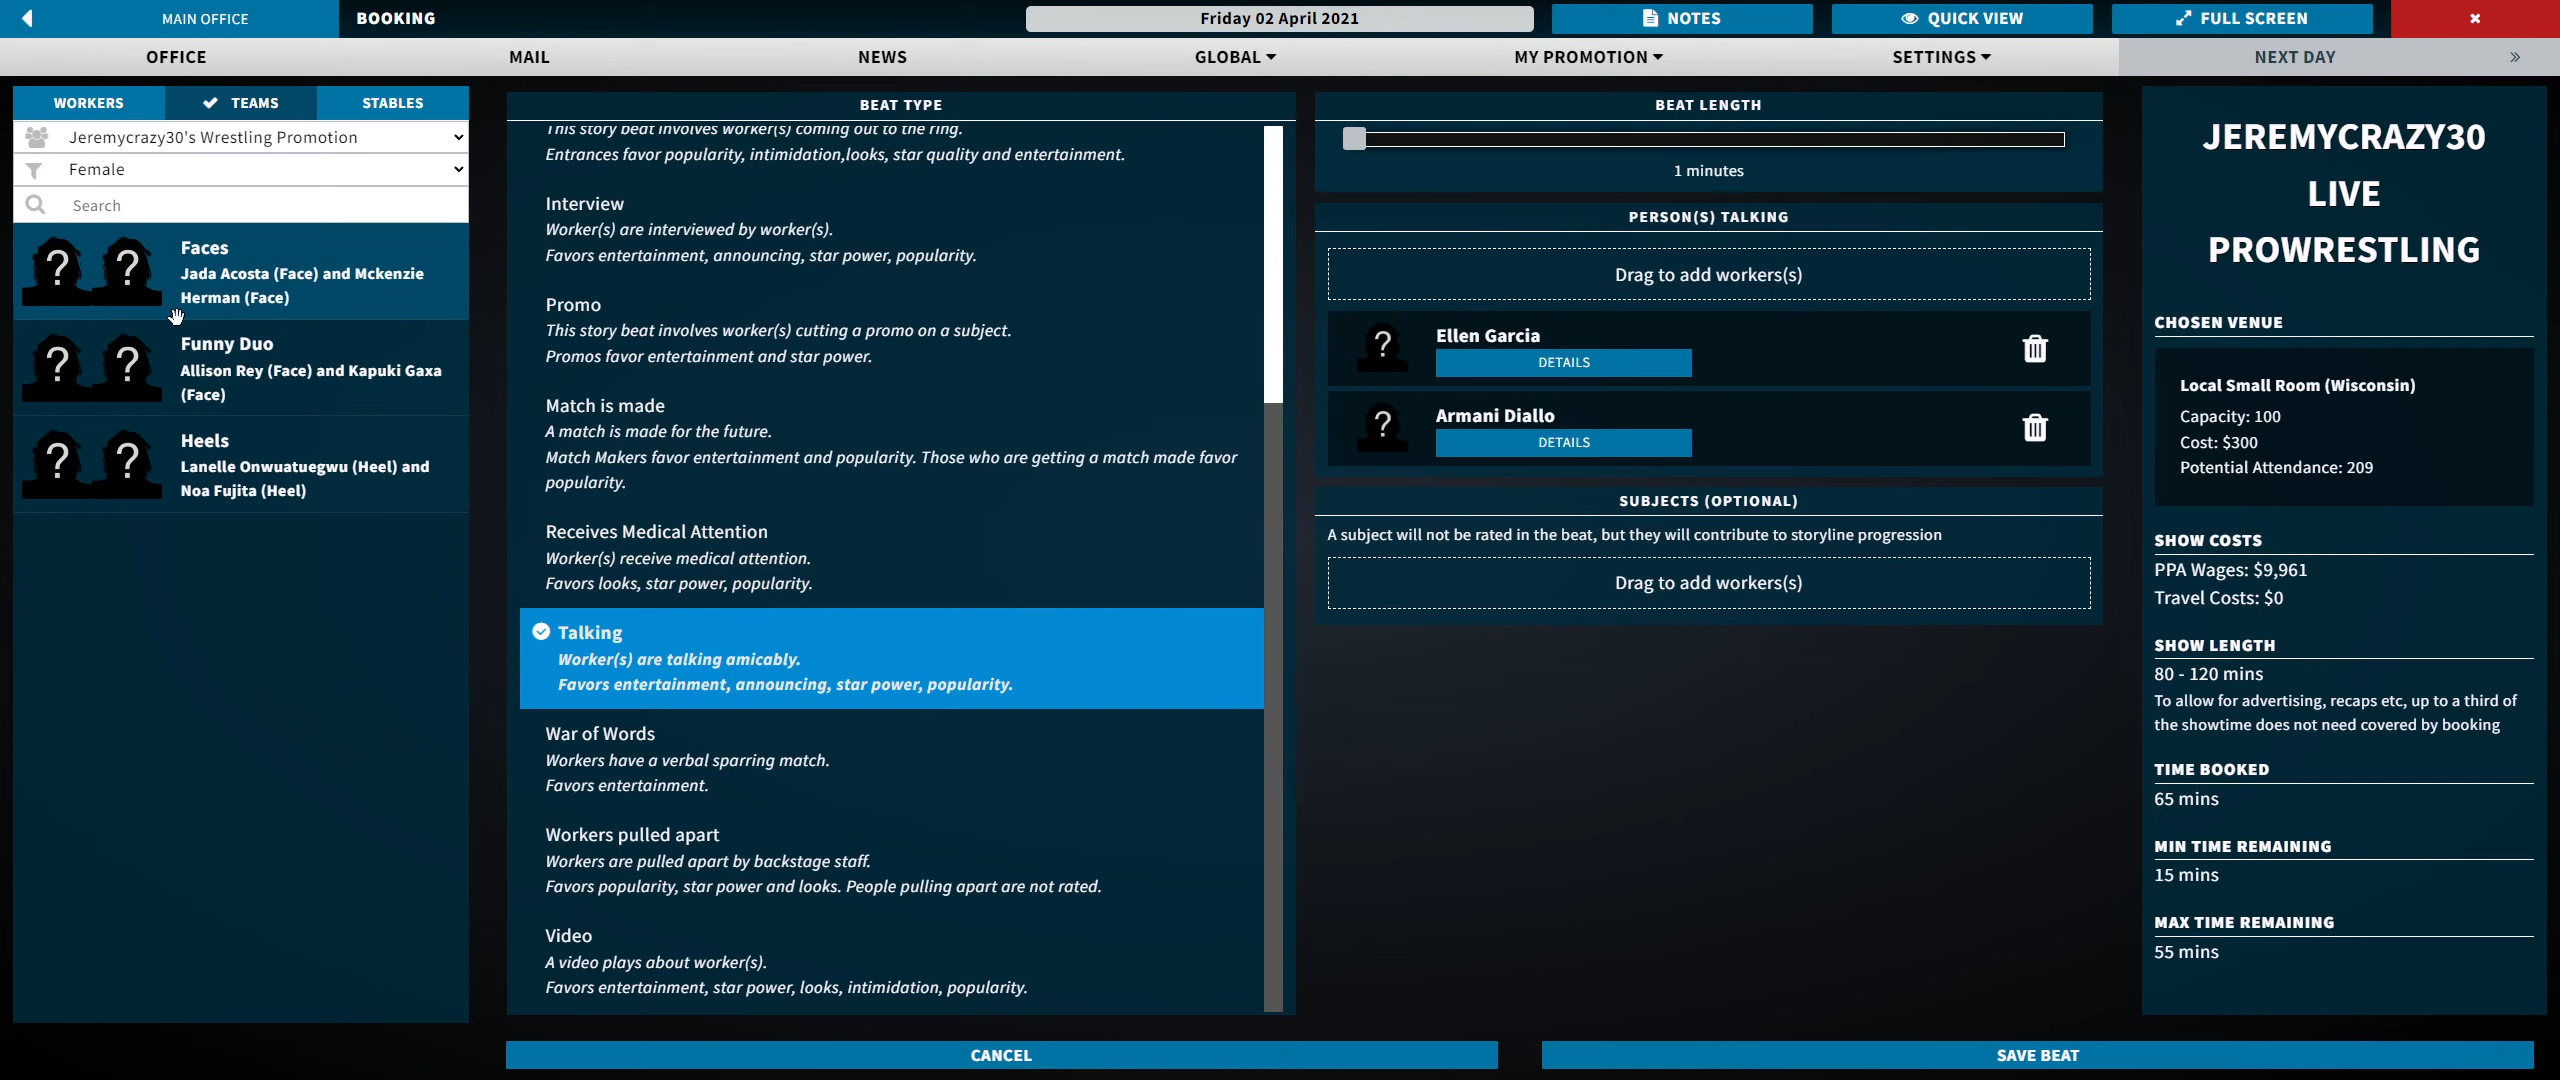 MAIN OFFICE
BOOKING
Friday 02 April 2021
NOTES
QUICK VIEW
FULL SCREEN
OFFICE
MAIL
NEWS
GLOBAL
MY PROMOTION
SETTINGS
NEXT DAY
WORKERS
TEAMS
STABLES
Jeremycrazy30's Wrestling Promotion
Female
Search
Faces
Jada Acosta (Face) and Mckenzie
Herman (Face)
Funny Duo
Allison Rey (Face) and Kapuki Gaxa
(Face)
Heels
Lanelle Onwuatuegwu (Heel) and
Noa Fujita (Heel)
BEAT TYPE
This story beat involves worker(s) coming out to the ring.
Entrances favor popularity, intimidation,looks, star quality and entertainment.
Interview
Worker(s) are interviewed by worker(s).
Favors entertainment, announcing, star power, popularity.
Promo
This story beat involves worker(s) cutting a promo on a subject.
Promos favor entertainment and star power.
Match is made
A match is made for the future.
Match Makers favor entertainment and popularity. Those who are getting a match made favor
popularity.
Receives Medical Attention
Worker(s) receive medical attention.
Favors looks, star power, popularity.
Talking
Worker(s) are talking amicably.
Favors entertainment, announcing, star power, popularity.
War of Words
Workers have a verbal sparring match.
Favors entertainment.
Workers pulled apart
Workers are pulled apart by backstage staff.
Favors popularity, star power and looks. People pulling apart are not rated.
Video
A video plays about worker(s).
Favors entertainment, star power, looks, intimidation, popularity.
BEAT LENGTH
1 minutes
PERSON(S) TALKING
Drag to add workers(s)
Ellen Garcia
DETAILS
Armani Diallo
DETAILS
SUBJECTS (OPTIONAL)
A subject will not be rated in the beat, but they will contribute to storyline progression
Drag to add workers(s)
JEREMYCRAZY30
LIVE
PROWRESTLING
CHOSEN VENUE
Local Small Room (Wisconsin)
Capacity: 100
Cost: $300
Potential Attendance: 209
SHOW COSTS
PPA Wages: $9,961
Travel Costs: $0
SHOW LENGTH
80 - 120 mins
To allow for advertising, recaps etc, up to a third of
the showtime does not need covered by booking
TIME BOOKED
65 mins
MIN TIME REMAINING
15 mins
MAX TIME REMAINING
55 mins
CANCEL
SAVE BEAT